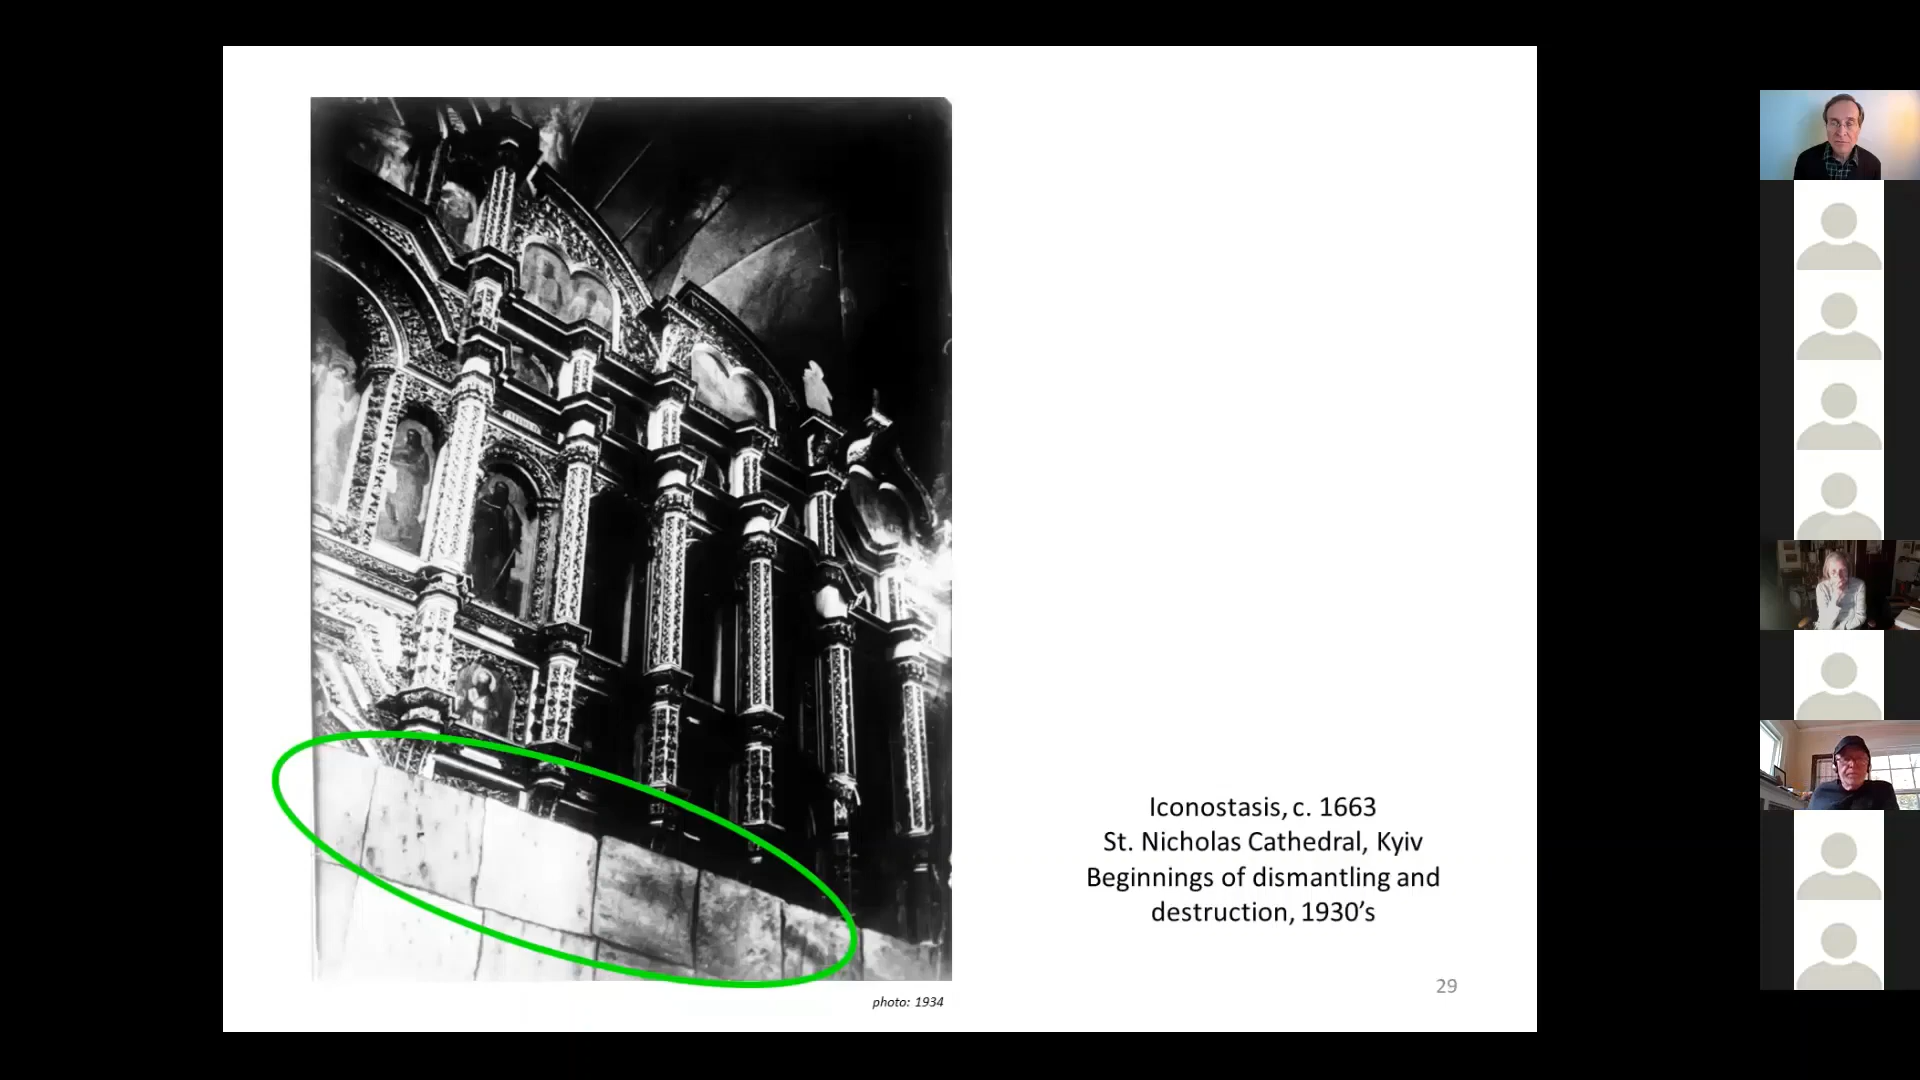 Iconostasis, c. 1663
St. Nicholas Cathedral, Kyiv
Beginnings of dismantling and
destruction, 1930’s
29
photo: 1934